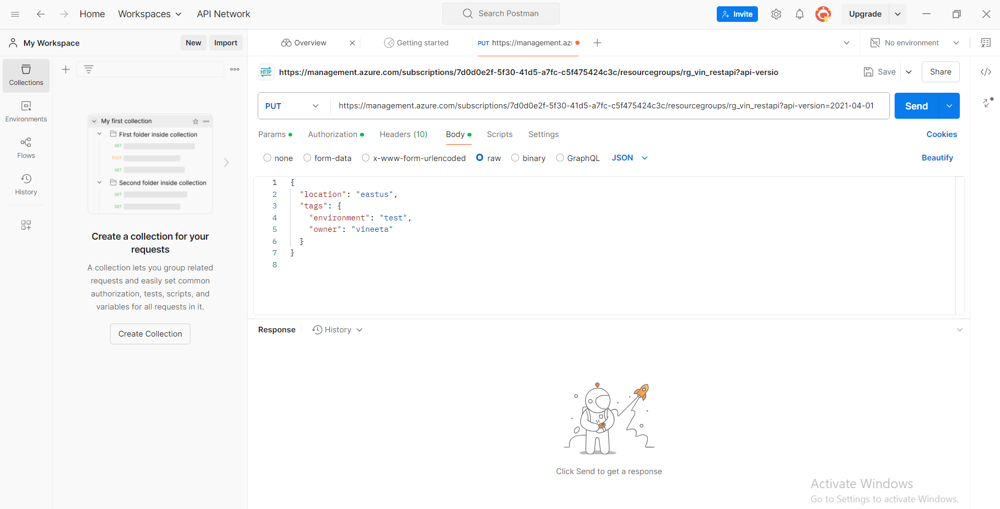 Home
Workspaces
API Network
Search Postman
Invite
Upgrade
My Workspace
New
Import
Overview
Getting started
PUT https://management.azu
No environment
Collections
Environments
Flows
History
My first collection
First folder inside collection
GET
POST
GET
Second folder inside collection
GET
GET
Create a collection for your
requests
A collection lets you group related
requests and easily set common
authorization, tests, scripts, and
variables for all requests in it.
Create Collection
HTTP
https://management.azure.com/subscriptions/7d0d0e2f-5f30-41d5-a7fc-c5f475424c3c/resourcegroups/rg_vin_restapi?api-versio
Save
Share
PUT
https://management.azure.com/subscriptions/7d0d0e2f-5f30-41d5-a7fc-c5f475424c3c/resourcegroups/rg_vin_restapi?api-version=2021-04-01
Send
Params
Authorization
Headers (10)
Body
Scripts
Settings
Cookies
none
form-data
x-www-form-urlencoded
raw
binary
GraphQL
JSON
Beautify
1 {
2 "location": "eastus",
3 "tags": {
4 "environment": "test",
5 "owner": "vineeta"
6 }
7 }
8
Response
History
Click Send to get a response
Activate Windows
Go to Settings to activate Windows.